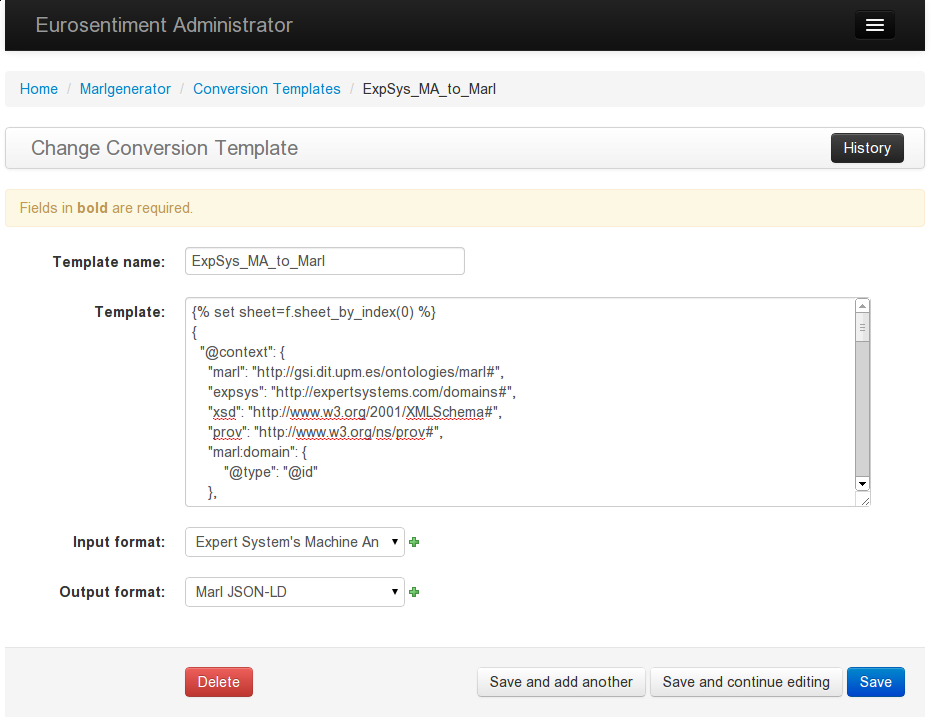 Eurosentiment Administrator
Home / Marlgenerator / Conversion Templates / ExpSys_MA_to_Marl
Change Conversion Template
History
Fields in bold are required.
Template name: ExpSys_MA_to_Marl
Template:
{% set sheet=f.sheet_by_index(0) %}
{
"@context": {
"marl": "http://gsi.dit.upm.es/ontologies/marl#",
"expsys": "http://expertsystems.com/domains#",
"xsd": "http://www.w3.org/2001/XMLSchema#",
"prov": "http://www.w3.org/ns/prov#",
"marl:domain": {
"@type": "@id"
},
Input format: Expert System's Machine An
Output format: Marl JSON-LD
Delete Save and add another Save and continue editing Save